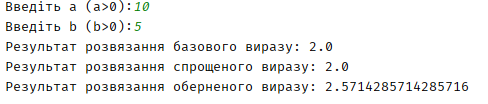 Введіть a (a>0):10
Введіть b (b>0):5
Результат розвязання базового виразу: 2.0
Результат розвязання спрощеного виразу: 2.0
Результат розвязання оберненого виразу: 2.5714285714285716